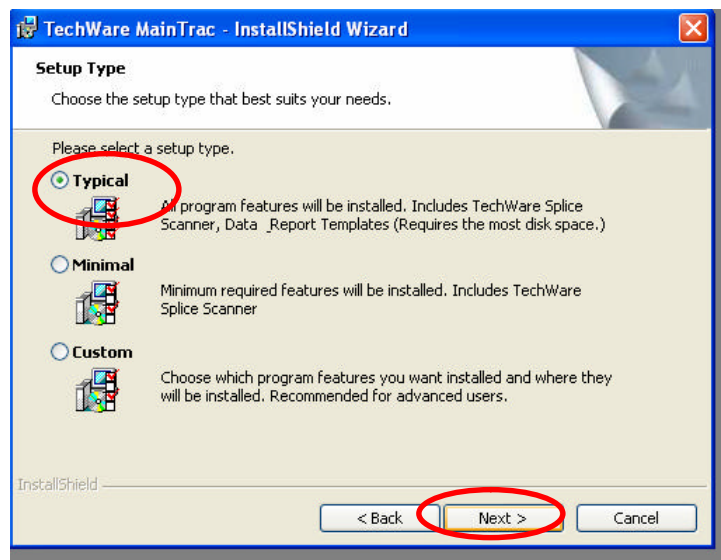 TechWare MainTrac - InstallShield Wizard
Setup Type
Choose the setup type that best suits your needs.
Please select a setup type.
Typical
All program features will be installed. Includes TechWare Splice
Scanner, Data _Report Templates (Requires the most disk space.)
Minimal
Minimum required features will be installed. Includes TechWare
Splice Scanner
Custom
Choose which program features you want installed and where they
will be installed. Recommended for advanced users.
InstallShield
< Back Next > Cancel